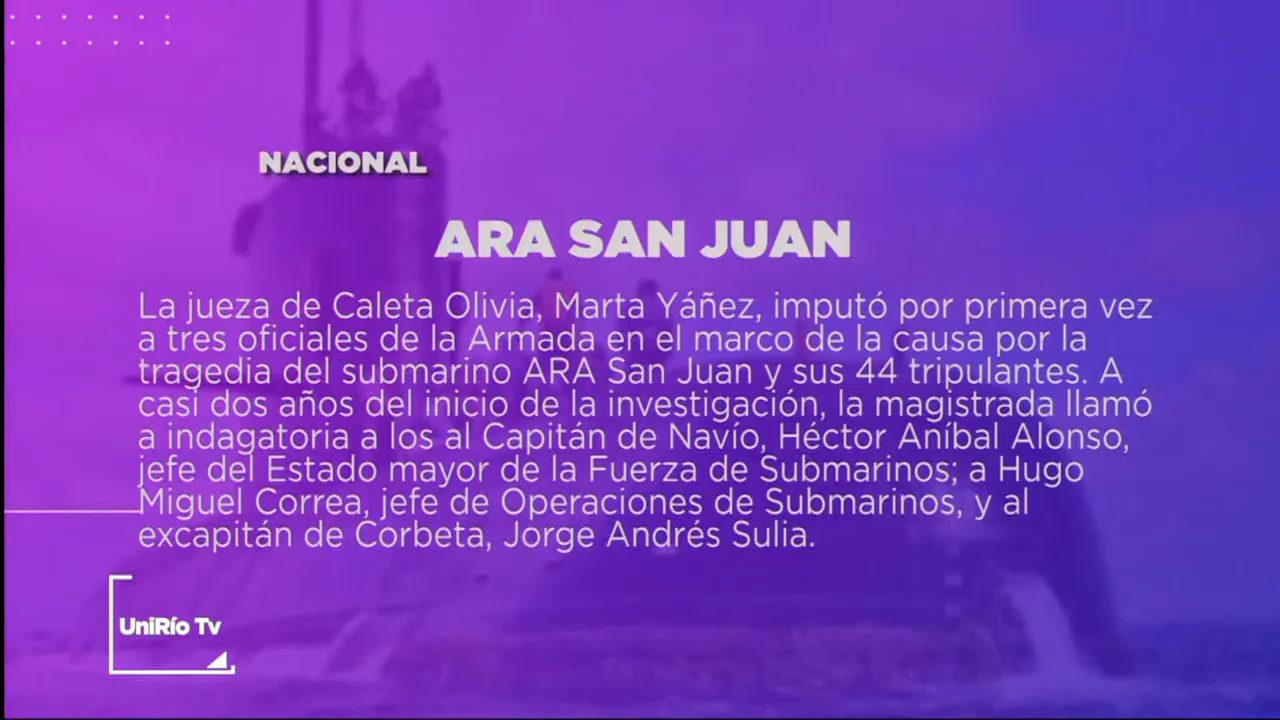 NACIONAL
ARA SAN JUAN
La jueza de Caleta Olivia, Marta Yáñez, imputó por primera vez
a tres oficiales de la Armada en el marco de la causa por la
tragedia del submarino ARA San Juan y sus 44 tripulantes. A
casi dos años del inicio de la investigación, la magistrada llamó
a indagatoria a los al Capitán de Navío, Héctor Aníbal Alonso,
jefe del Estado mayor de la Fuerza de Submarinos; a Hugo
Miguel Correa, jefe de Operaciones de Submarinos, y al
excapitán de Corbeta, Jorge Andrés Sulia.
UniRío Tv